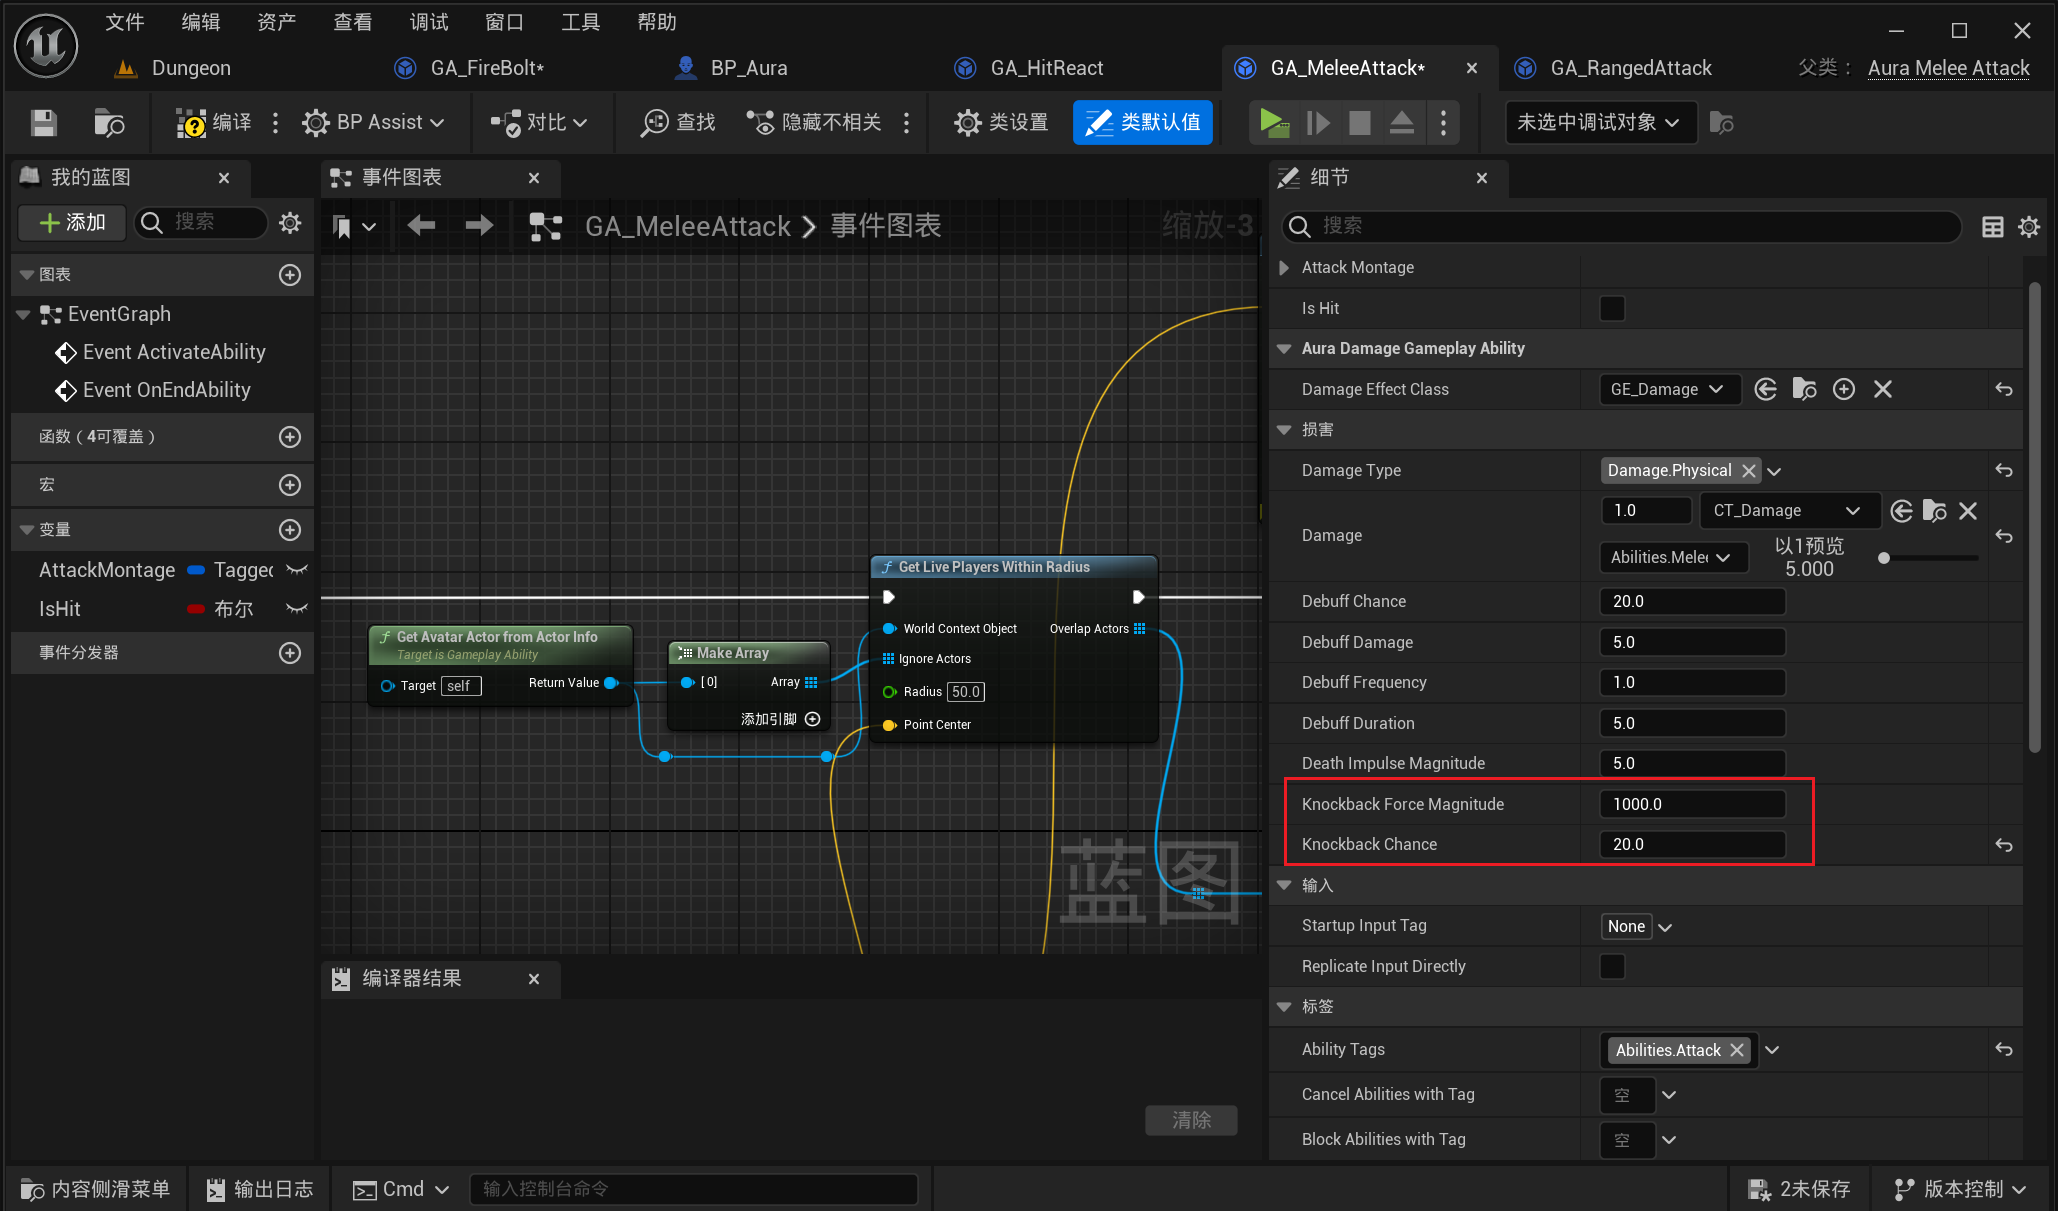 文件 编辑 资产 查看 调试 窗口 工具 帮助
Dungeon GA_FireBolt* BP_Aura GA_HitReact GA_MeleeAttack* GA_RangedAttack 父类： Aura Melee Attack
编译 BP Assist 对比 查找 隐藏不相关 类设置 类默认值 未选中调试对象
我的蓝图
添加 搜索
图表
EventGraph
Event ActivateAbility
Event OnEndAbility
函数（4可覆盖）
宏
变量
AttackMontage Tagged
IsHit 布尔
事件分发器
事件图表
GA_MeleeAttack 事件图表 缩放-3
Get Avatar Actor from Actor Info
Target is Gameplay Ability
Target self Return Value
Make Array
[0] Array
添加引脚
Get Live Players Within Radius
World Context Object Overlap Actors
Ignore Actors
Radius 50.0
Point Center
蓝图
编译器结果
清除
细节
搜索
Attack Montage
Is Hit
Aura Damage Gameplay Ability
Damage Effect Class GE_Damage
损害
Damage Type Damage.Physical
Damage 1.0 CT_Damage
Abilities.Melee 以1预览
5.000
Debuff Chance 20.0
Debuff Damage 5.0
Debuff Frequency 1.0
Debuff Duration 5.0
Death Impulse Magnitude 5.0
Knockback Force Magnitude 1000.0
Knockback Chance 20.0
输入
Startup Input Tag None
Replicate Input Directly
标签
Ability Tags Abilities.Attack
Cancel Abilities with Tag 空
Block Abilities with Tag 空
内容侧滑菜单 输出日志 Cmd 输入控制台命令 2未保存 版本控制